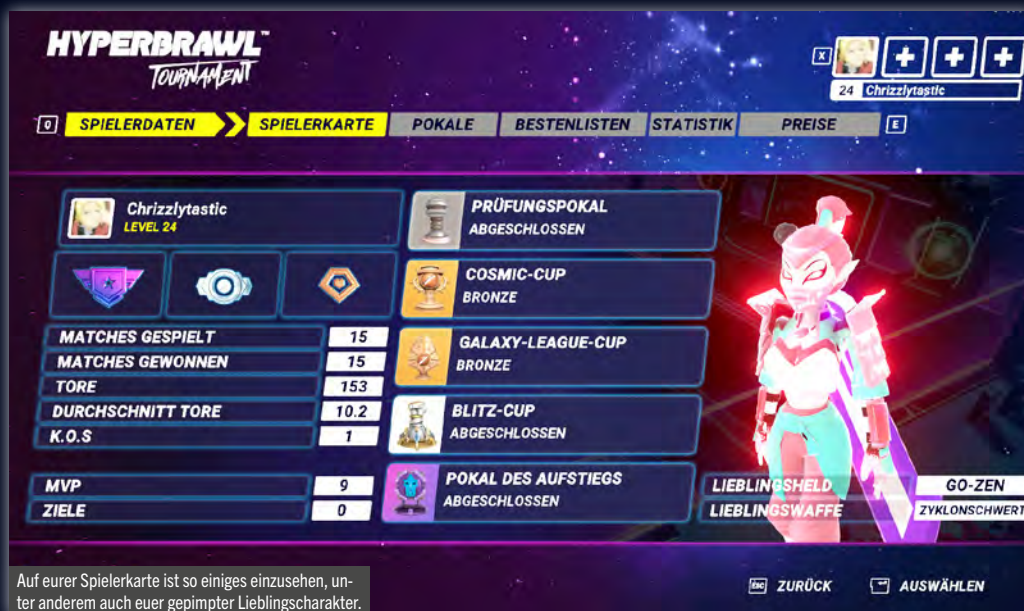 HYPERBRAWL™
TOURNAMENT
X
24 Chrizzlytastic
Q SPIELERDATEN SPIELERKARTE POKALE BESTENLISTEN STATISTIK PREISE E
Chrizzlytastic
LEVEL 24
MATCHES GESPIELT 15
MATCHES GEWONNEN 15
TORE 153
DURCHSCHNITT TORE 10.2
K.O.S 1
MVP 9
ZIELE 0
PRÜFUNGSPOKAL
ABGESCHLOSSEN
COSMIC-CUP
BRONZE
GALAXY-LEAGUE-CUP
BRONZE
BLITZ-CUP
ABGESCHLOSSEN
POKAL DES AUFSTIEGS
ABGESCHLOSSEN
LIEBLINGSHELD GO-ZEN
LIEBLINGSWAFFE ZYKLONSCHWERT
ESC ZURÜCK AUSWÄHLEN
Auf eurer Spielerkarte ist so einiges einzusehen, un-
ter anderem auch euer gepimpter Lieblingscharakter.